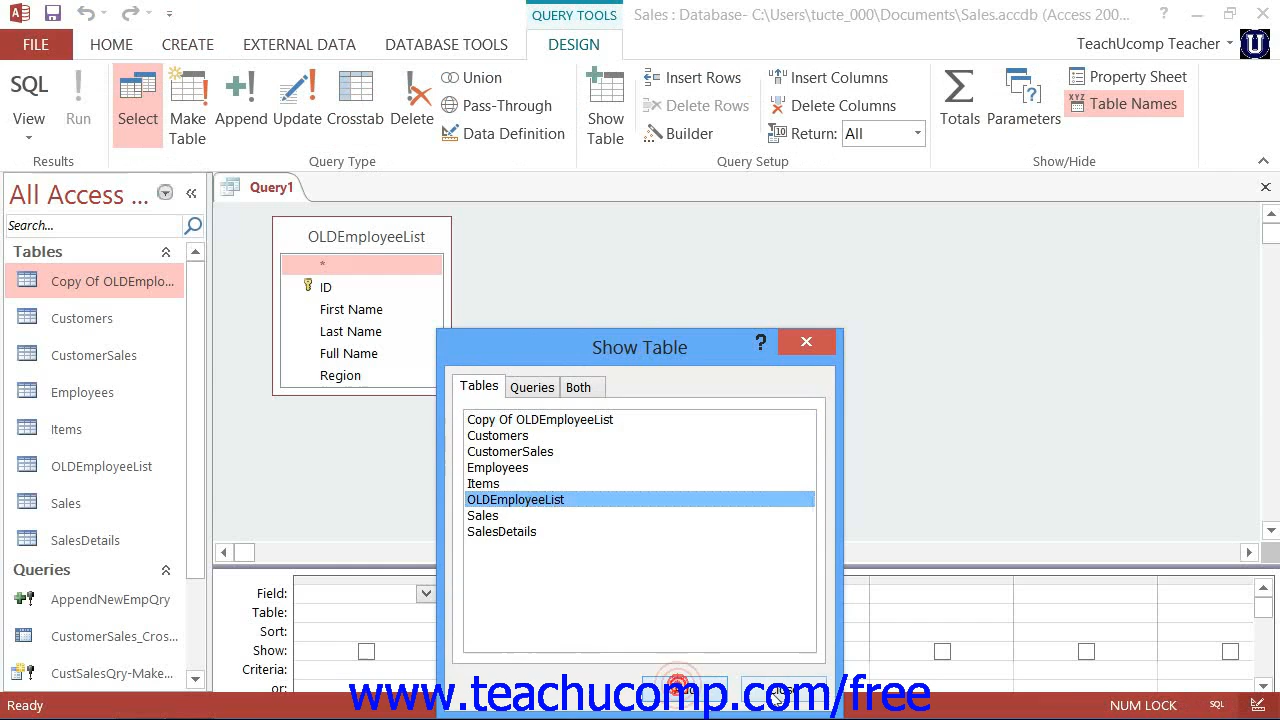 QUERY TOOLS
Sales : Database- C:\Users\tucte_000\Documents\Sales.accdb (Access 200...
?
FILE
HOME
CREATE
EXTERNAL DATA
DATABASE TOOLS
DESIGN
TeachUcomp Teacher
U
SQL
View
Run
Select
Make
Table
Append
Update
Crosstab
Delete
Union
Pass-Through
Data Definition
Show
Table
Insert Rows
Delete Rows
Builder
Insert Columns
Delete Columns
Return: All
Totals
Parameters
Property Sheet
XYZ Table Names
Results
Query Type
Query Setup
Show/Hide
All Access ...
Search...
Tables
Copy Of OLDEmplo...
Customers
CustomerSales
Employees
Items
OLDEmployeeList
Sales
SalesDetails
Queries
AppendNewEmpQry
CustomerSales_Cros...
CustSalesQry-Make...
Query1
OLDEmployeeList
*
ID
First Name
Last Name
Full Name
Region
Show Table
?
Tables
Queries
Both
Copy Of OLDEmployeeList
Customers
CustomerSales
Employees
Items
OLDEmployeeList
Sales
SalesDetails
Add
Close
Field:
Table:
Sort:
Show:
Criteria:
or:
www.teachucomp.com/free
Ready
NUM LOCK
SQL